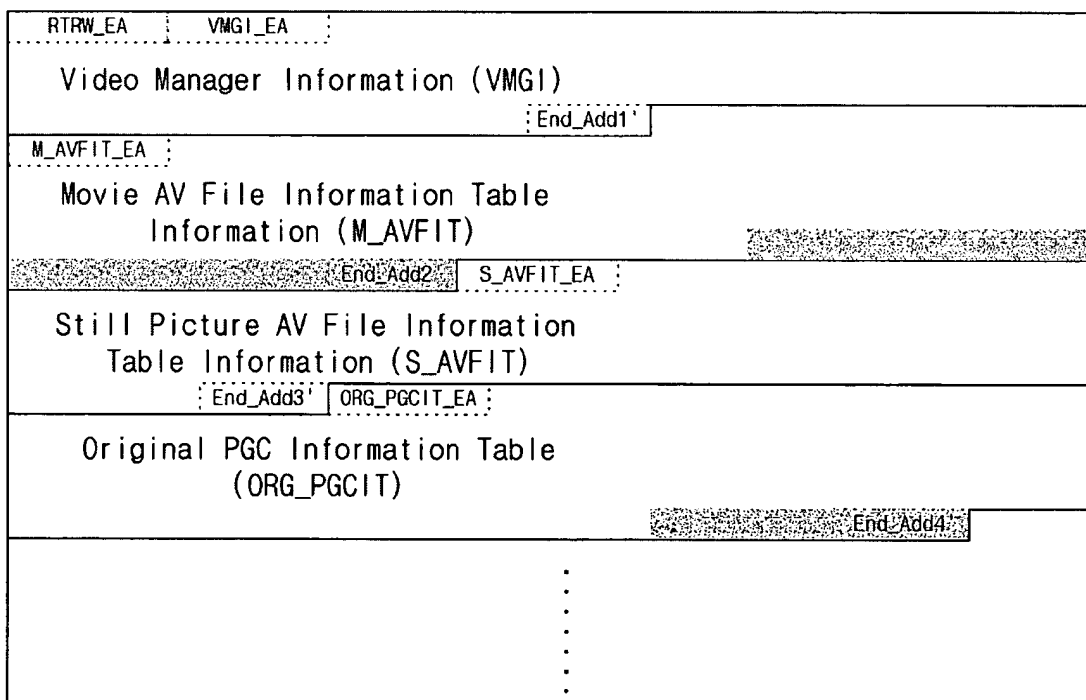 RTRW_EA VMGI_EA
Video Manager Information (VMGI)
End_Add1'
M_AVFIT_EA
Movie AV File Information Table
Information (M_AVFIT)
End_Add2' S_AVFIT_EA
Still Picture AV File Information
Table Information (S_AVFIT)
End_Add3' ORG_PGCIT_EA
Original PGC Information Table
(ORG_PGCIT)
End_Add4'